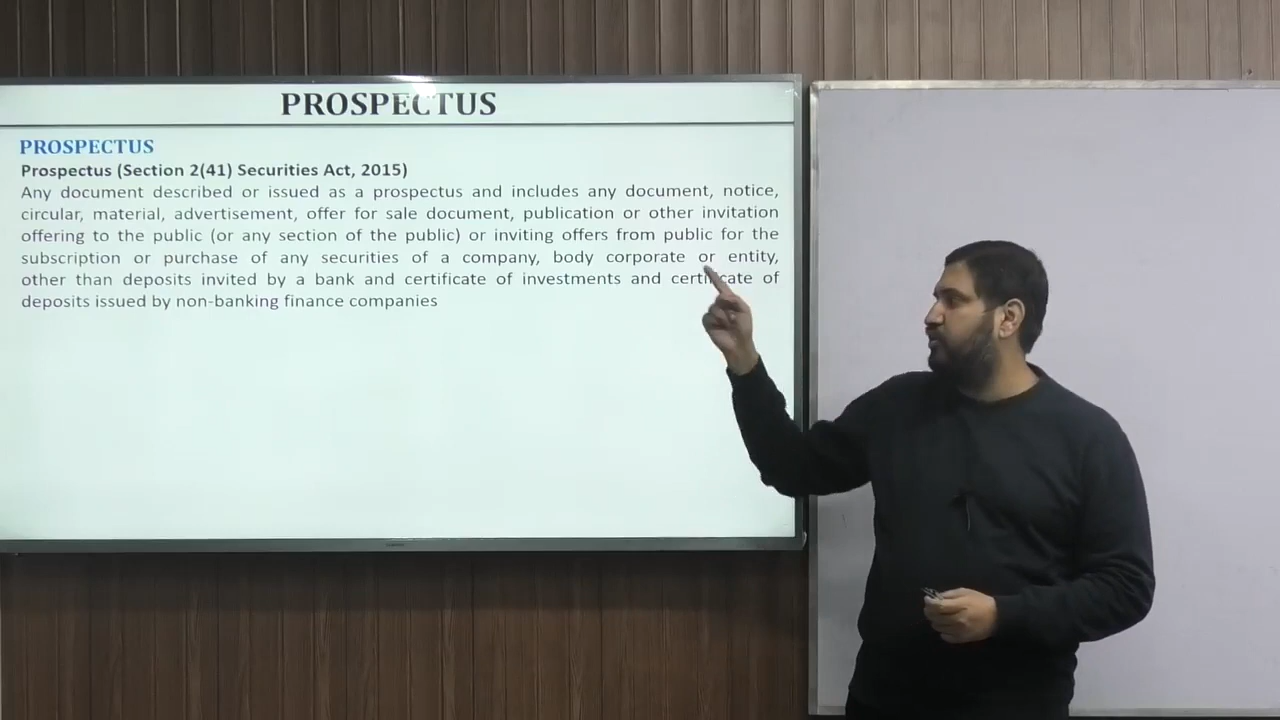 PROSPECTUS
PROSPECTUS
Prospectus (Section 2(41) Securities Act, 2015)
Any document described or issued as a prospectus and includes any document, notice,
circular, material, advertisement, offer for sale document, publication or other invitation
offering to the public (or any section of the public) or inviting offers from public for the
subscription or purchase of any securities of a company, body corporate or entity,
other than deposits invited by a bank and certificate of investments and certificate of
deposits issued by non-banking finance companies